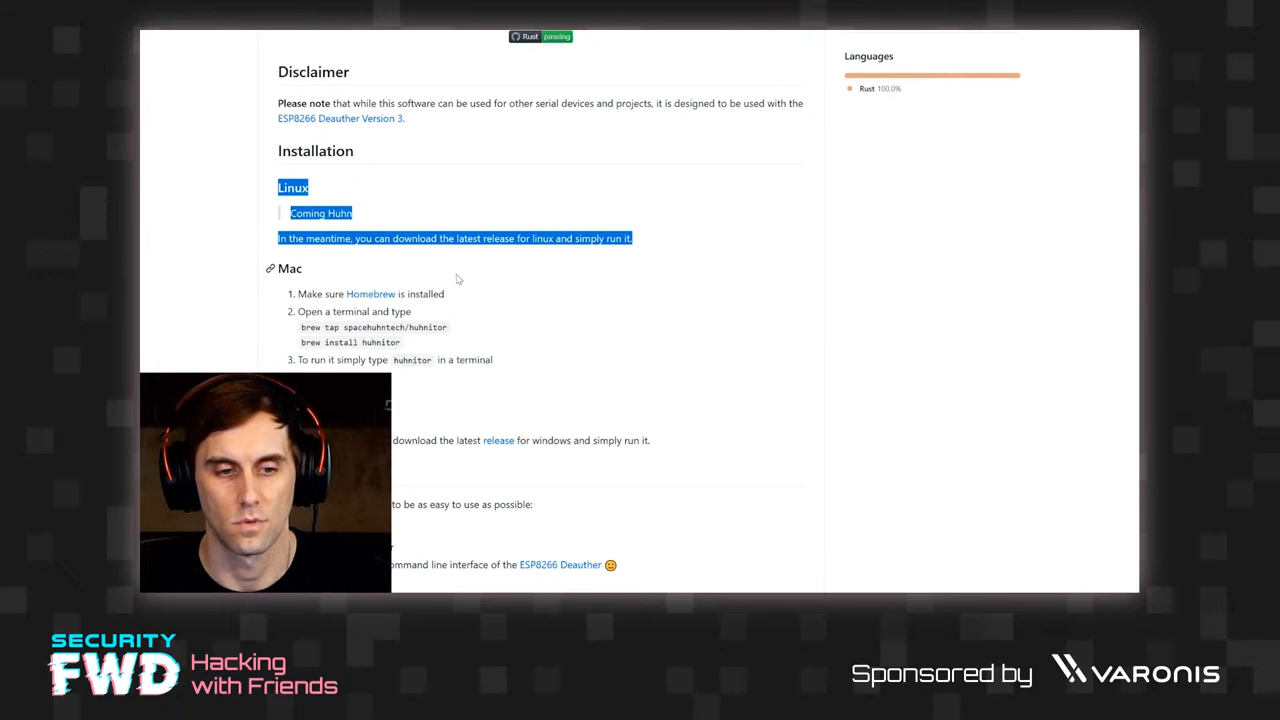 Rust passing
Languages
Rust 100.0%
Disclaimer
Please note that while this software can be used for other serial devices and projects, it is designed to be used with the
ESP8266 Deauther Version 3.
Installation
Linux
Coming Huhn
In the meantime, you can download the latest release for linux and simply run it.
Mac
1. Make sure Homebrew is installed
2. Open a terminal and type
brew tap spacehuhntech/huhnitor
brew install huhnitor
3. To run it simply type huhnitor in a terminal
download the latest release for windows and simply run it.
to be as easy to use as possible:
command line interface of the ESP8266 Deauther
SECURITY
FWD
Hacking
with Friends
Sponsored by VARONIS